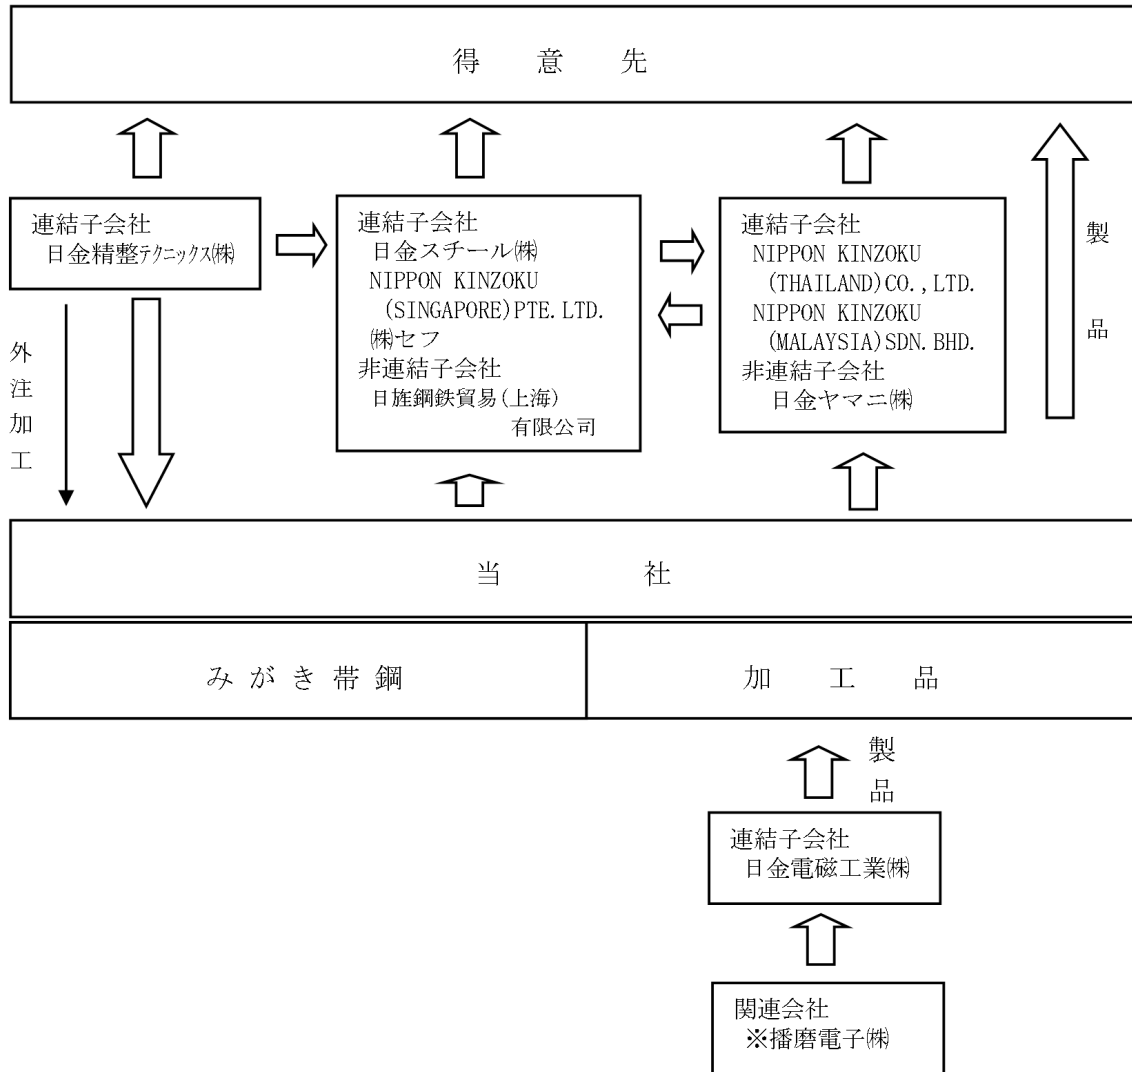 得意先
連結子会社
日金精整テクニックス㈱
連結子会社
日金スチール㈱
NIPPON KINZOKU
(SINGAPORE)PTE.LTD.
㈱セフ
非連結子会社
日旌鋼鉄貿易(上海)
有限公司
連結子会社
NIPPON KINZOKU
(THAILAND)CO.,LTD.
NIPPON KINZOKU
(MALAYSIA)SDN.BHD.
非連結子会社
日金ヤマニ㈱
製品
外注加工
当社
みがき帯鋼
加工品
製品
連結子会社
日金電磁工業㈱
関連会社
※播磨電子㈱